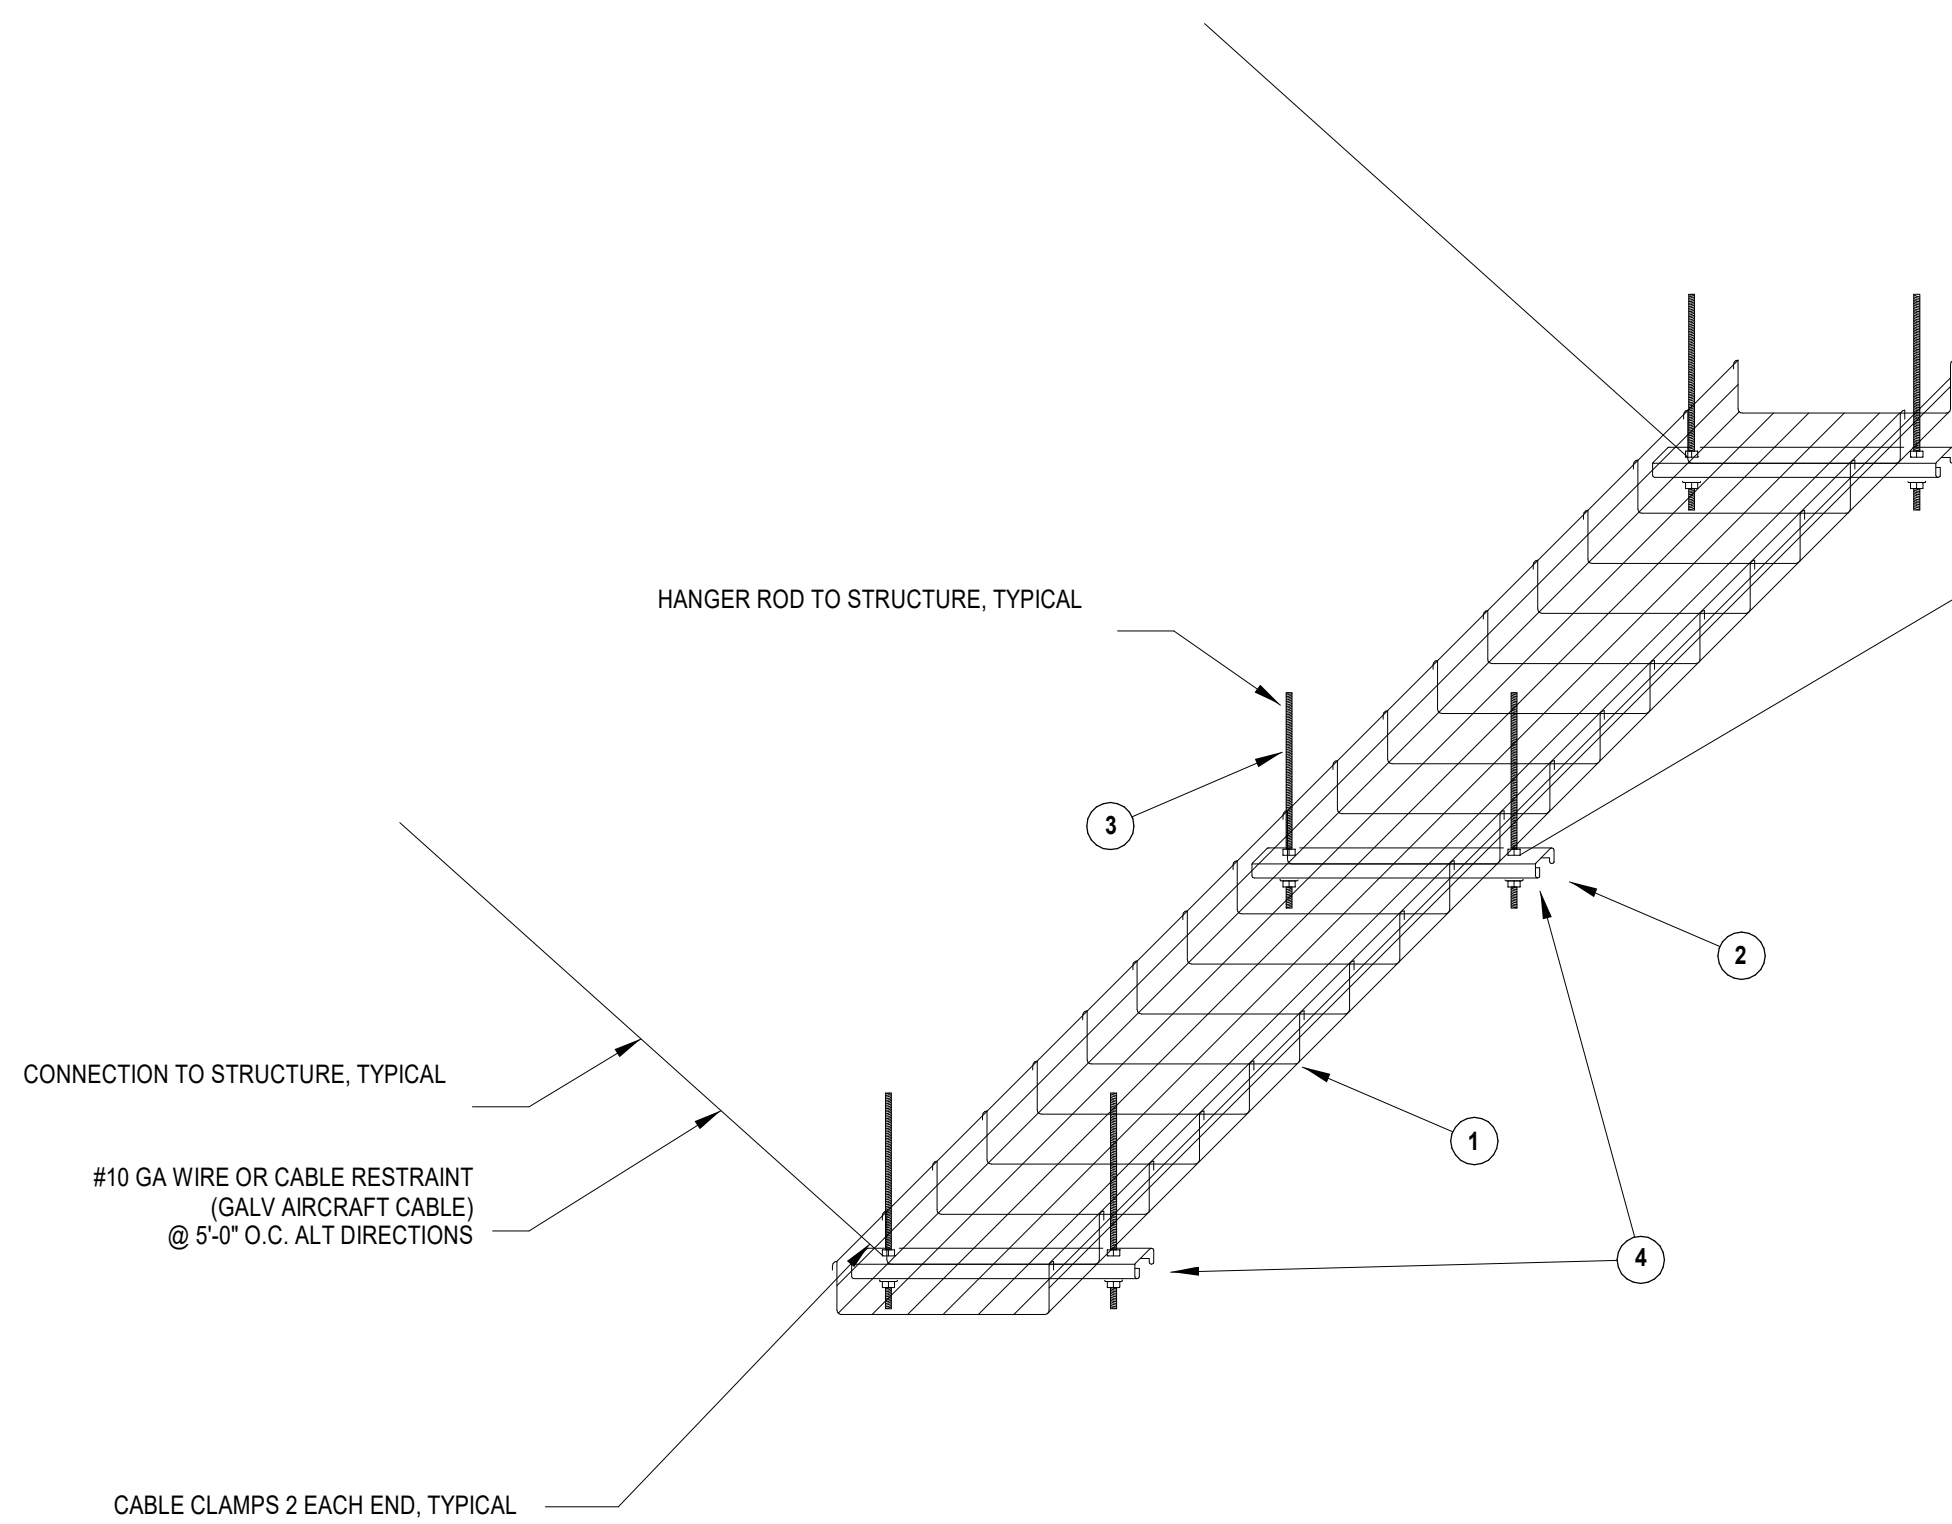 HANGER ROD TO STRUCTURE, TYPICAL
3
2
CONNECTION TO STRUCTURE, TYPICAL
1
#10 GA WIRE OR CABLE RESTRAINT
(GALV AIRCRAFT CABLE)
@ 5'-0" O.C. ALT DIRECTIONS
4
CABLE CLAMPS 2 EACH END, TYPICAL